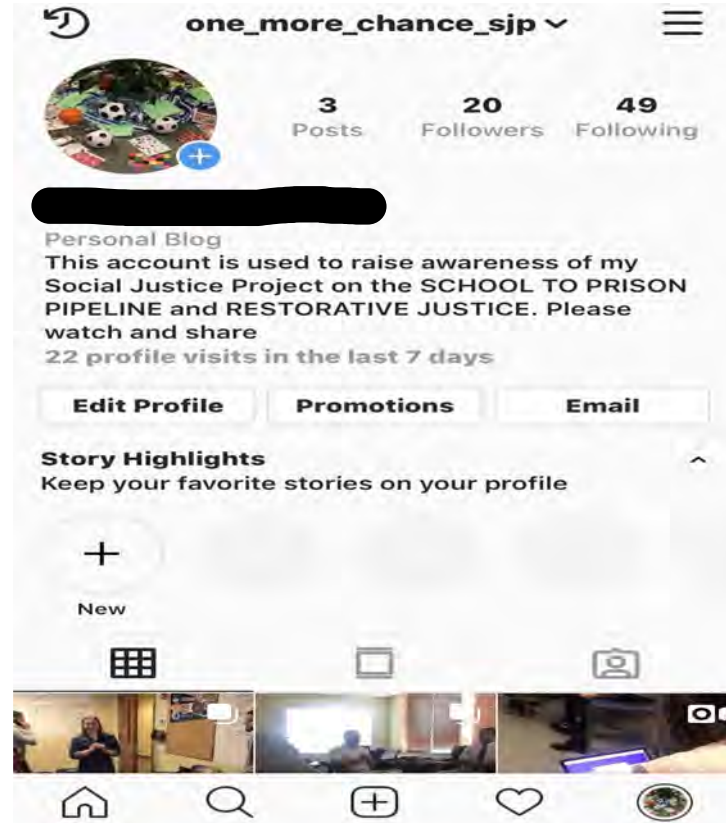 one_more_chance_sjp
3 20 49
Posts Followers Following
Personal Blog
This account is used to raise awareness of my
Social Justice Project on the SCHOOL TO PRISON
PIPELINE and RESTORATIVE JUSTICE. Please
watch and share
22 profile visits in the last 7 days
Edit Profile Promotions Email
Story Highlights
Keep your favorite stories on your profile
New